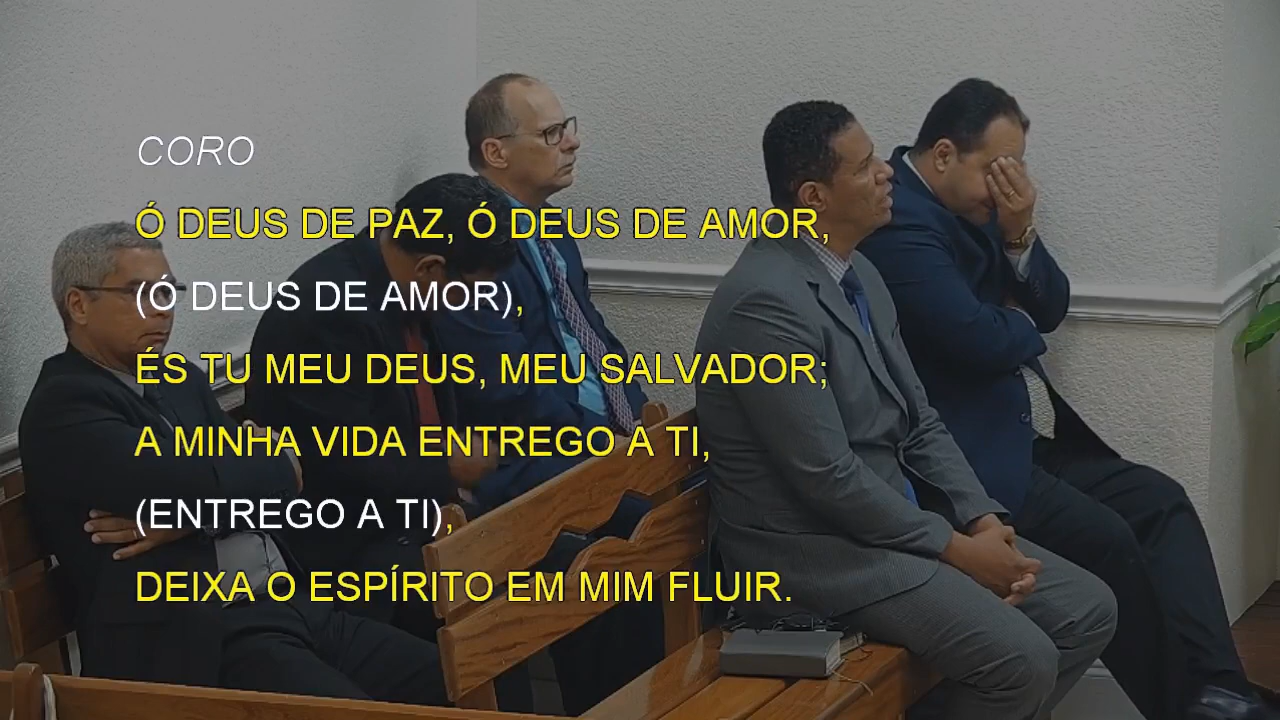 CORO
Ó DEUS DE PAZ, Ó DEUS DE AMOR,
(Ó DEUS DE AMOR),
ÉS TU MEU DEUS, MEU SALVADOR;
A MINHA VIDA ENTREGO A TI,
(ENTREGO A TI),
DEIXA O ESPÍRITO EM MIM FLUIR.